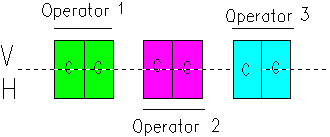 Operator 1
Operator 3
V
C C C C C C
H
Operator 2